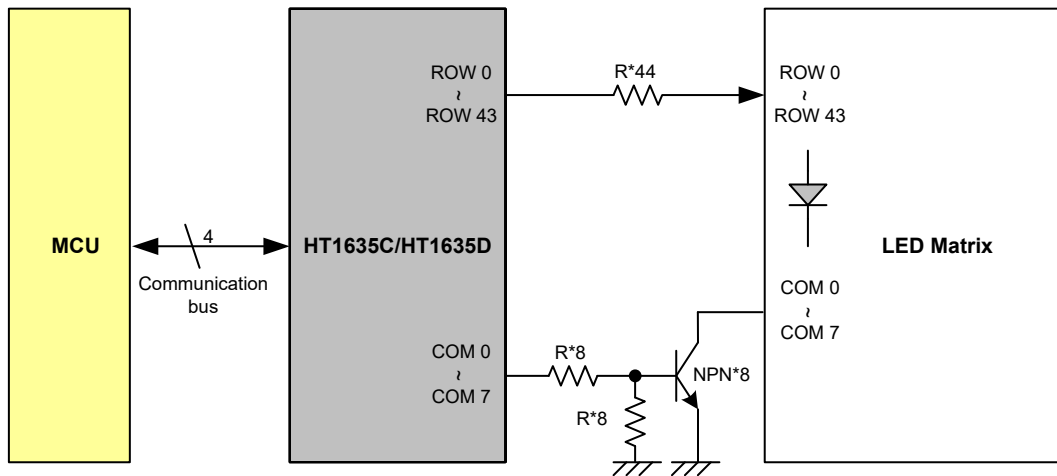 MCU
4
Communication
bus
HT1635C/HT1635D
ROW 0
~
ROW 43
COM 0
~
COM 7
R*44
R*8
R*8
NPN*8
ROW 0
~
ROW 43
LED Matrix
COM 0
~
COM 7